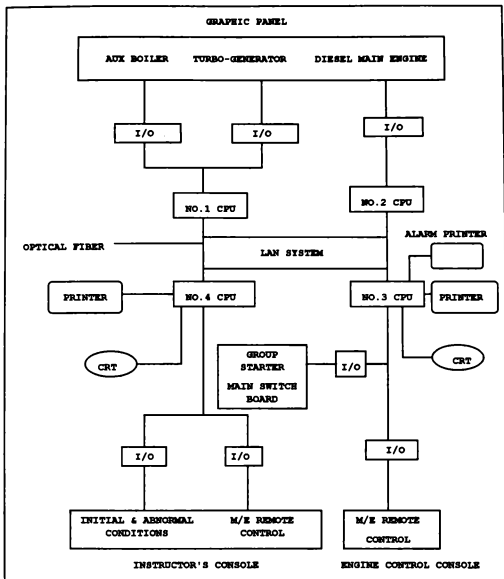 GRAPHIC PANEL
AUX BOILER TURBO-GENERATOR DIESEL MAIN ENGINE
I/O
I/O
I/O
NO.1 CPU
NO.2 CPU
OPTICAL FIBER
LAN SYSTEM
ALARM PRINTER
PRINTER
NO.4 CPU
NO.3 CPU
PRINTER
CRT
GROUP
STARTER
MAIN SWITCH
BOARD
I/O
CRT
I/O
I/O
I/O
INITIAL & ABNORMAL
CONDITIONS
M/E REMOTE
CONTROL
M/E REMOTE
CONTROL
INSTRUCTOR'S CONSOLE
ENGINE CONTROL CONSOLE